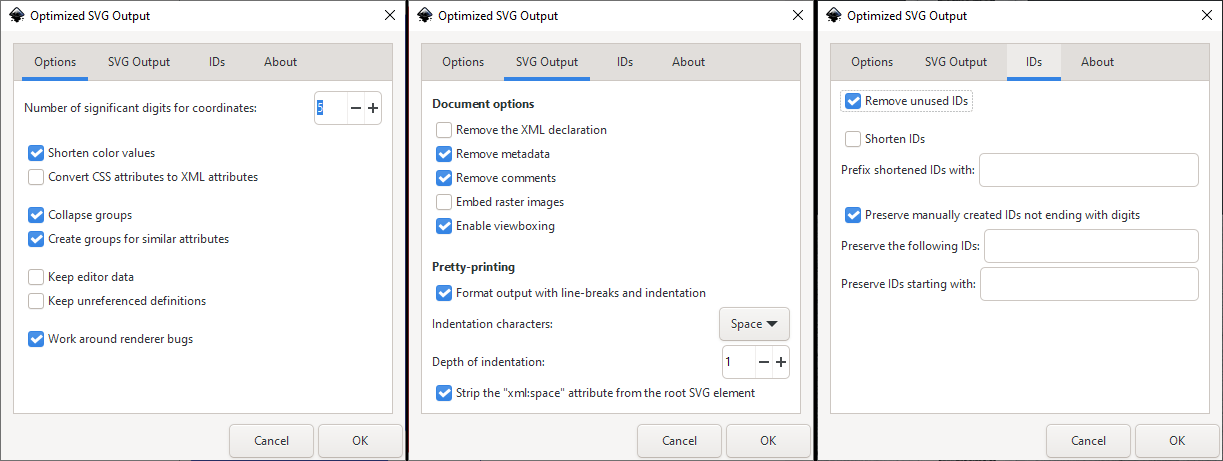 Optimized SVG Output
Options SVG Output IDs About
Number of significant digits for coordinates: 5
Shorten color values
Convert CSS attributes to XML attributes
Collapse groups
Create groups for similar attributes
Keep editor data
Keep unreferenced definitions
Work around renderer bugs
Cancel OK
Optimized SVG Output
Options SVG Output IDs About
Document options
Remove the XML declaration
Remove metadata
Remove comments
Embed raster images
Enable viewboxing
Pretty-printing
Format output with line-breaks and indentation
Indentation characters: Space
Depth of indentation: 1
Strip the "xml:space" attribute from the root SVG element
Cancel OK
Optimized SVG Output
Options SVG Output IDs About
Remove unused IDs
Shorten IDs
Prefix shortened IDs with:
Preserve manually created IDs not ending with digits
Preserve the following IDs:
Preserve IDs starting with:
Cancel OK